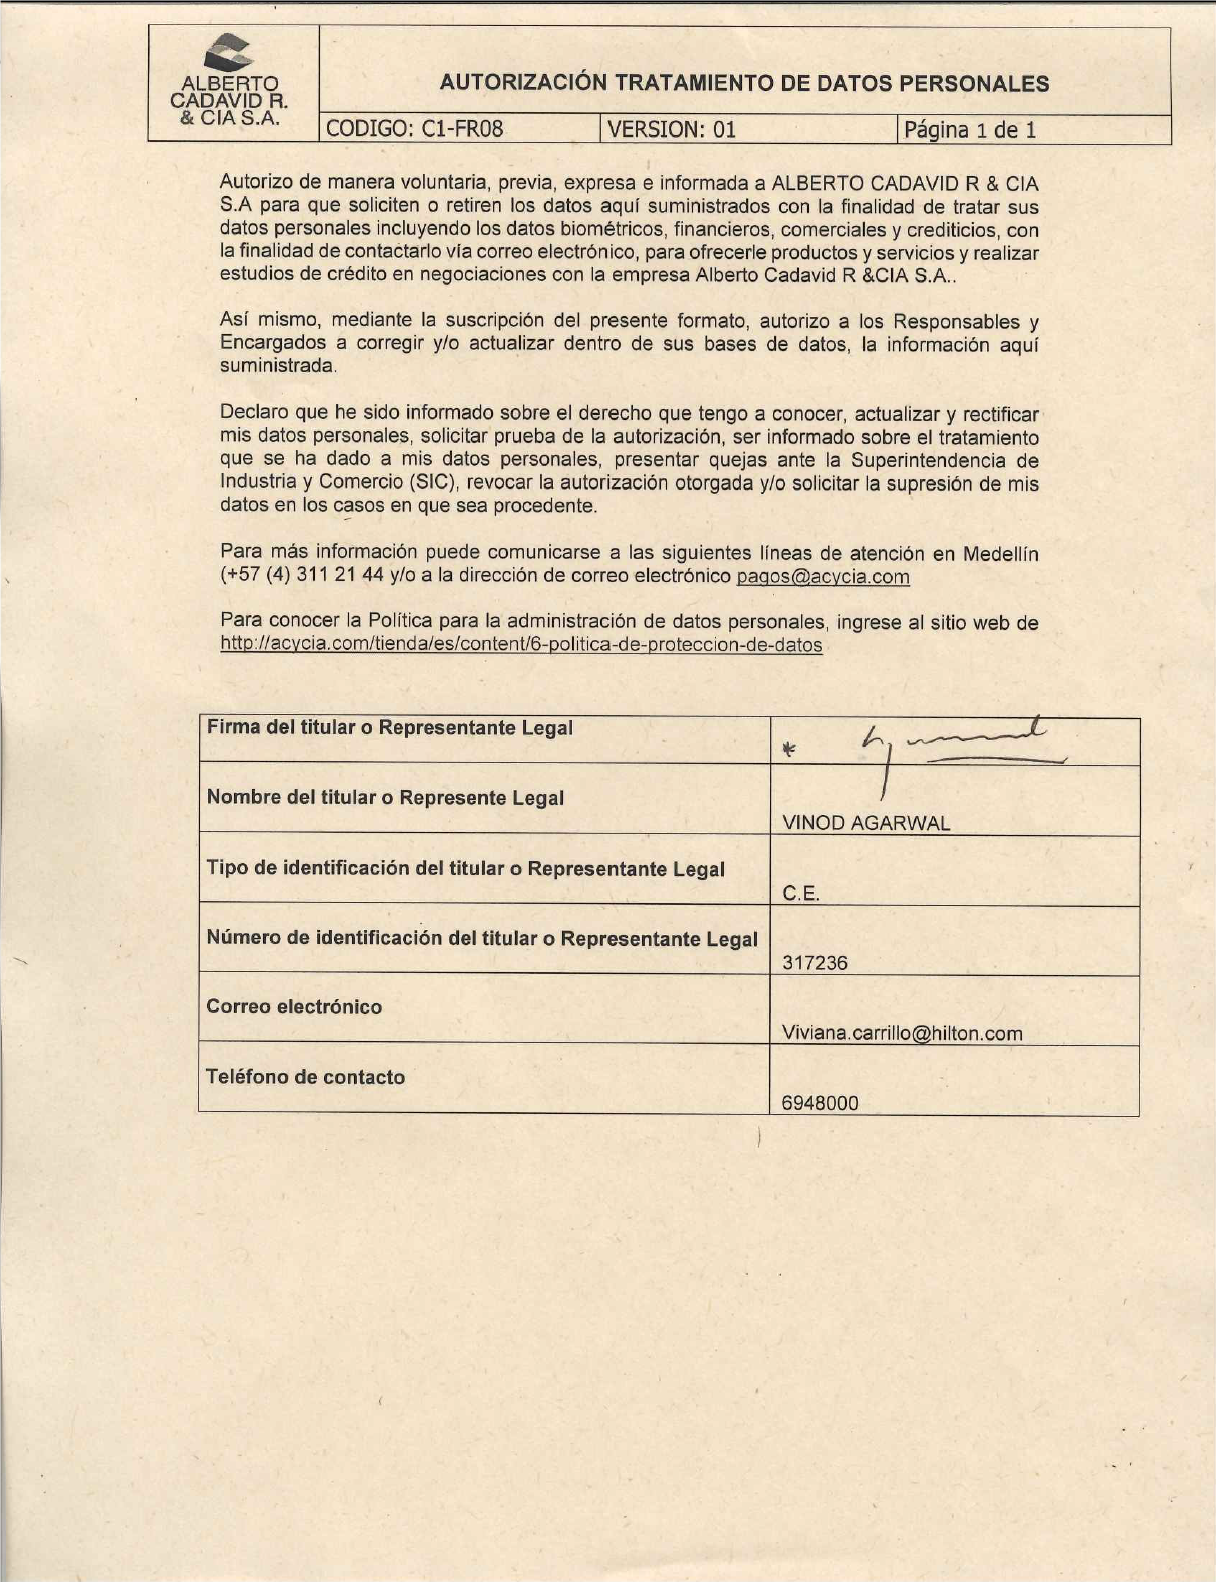 ALBERTO
CADAVID R.
& CIA S.A.
AUTORIZACIÓN TRATAMIENTO DE DATOS PERSONALES
CODIGO: C1-FR08 VERSION: 01 Página 1 de 1
Autorizo de manera voluntaria, previa, expresa e informada a ALBERTO CADAVID R & CIA
S.A para que soliciten o retiren los datos aquí suministrados con la finalidad de tratar sus
datos personales incluyendo los datos biométricos, financieros, comerciales y crediticios, con
la finalidad de contactarlo vía correo electrónico, para ofrecerle productos y servicios y realizar
estudios de crédito en negociaciones con la empresa Alberto Cadavid R &CIA S.A..
Así mismo, mediante la suscripción del presente formato, autorizo a los Responsables y
Encargados a corregir y/o actualizar dentro de sus bases de datos, la información aquí
suministrada.
Declaro que he sido informado sobre el derecho que tengo a conocer, actualizar y rectificar
mis datos personales, solicitar prueba de la autorización, ser informado sobre el tratamiento
que se ha dado a mis datos personales, presentar quejas ante la Superintendencia de
Industria y Comercio (SIC), revocar la autorización otorgada y/o solicitar la supresión de mis
datos en los casos en que sea procedente.
Para más información puede comunicarse a las siguientes líneas de atención en Medellín
(+57 (4) 311 21 44 y/o a la dirección de correo electrónico pagos@acycia.com
Para conocer la Política para la administración de datos personales, ingrese al sitio web de
http://acycia.com/tienda/es/content/6-politica-de-proteccion-de-datos
Firma del titular o Representante Legal *
Nombre del titular o Represente Legal VINOD AGARWAL
Tipo de identificación del titular o Representante Legal C.E.
Número de identificación del titular o Representante Legal 317236
Correo electrónico Viviana.carrillo@hilton.com
Teléfono de contacto 6948000